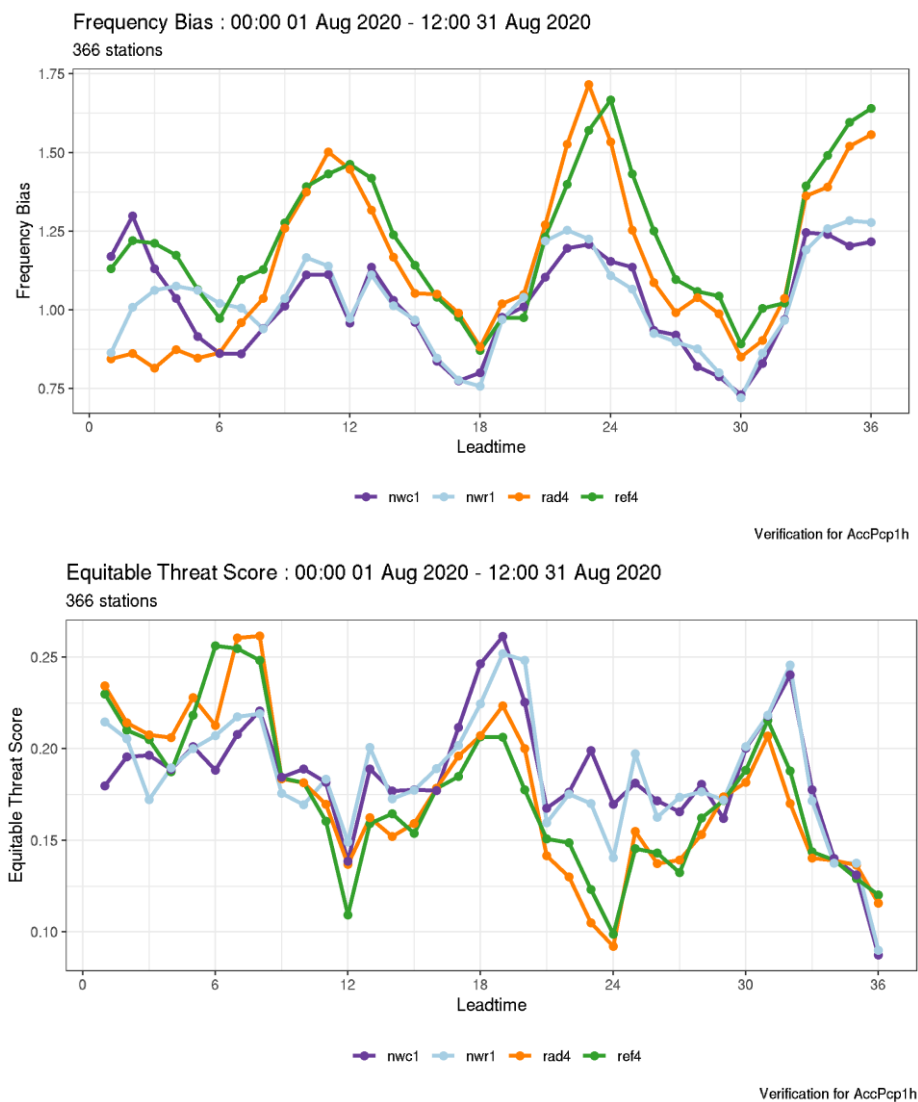 Frequency Bias : 00:00 01 Aug 2020 - 12:00 31 Aug 2020
366 stations
1.75
1.50
1.25
1.00
0.75
Frequency Bias
0 6 12 18 24 30 36
Leadtime
nwc1 nwr1 rad4 ref4
Verification for AccPcp1h
Equitable Threat Score : 00:00 01 Aug 2020 - 12:00 31 Aug 2020
366 stations
0.25
0.20
0.15
0.10
Equitable Threat Score
0 6 12 18 24 30 36
Leadtime
nwc1 nwr1 rad4 ref4
Verification for AccPcp1h